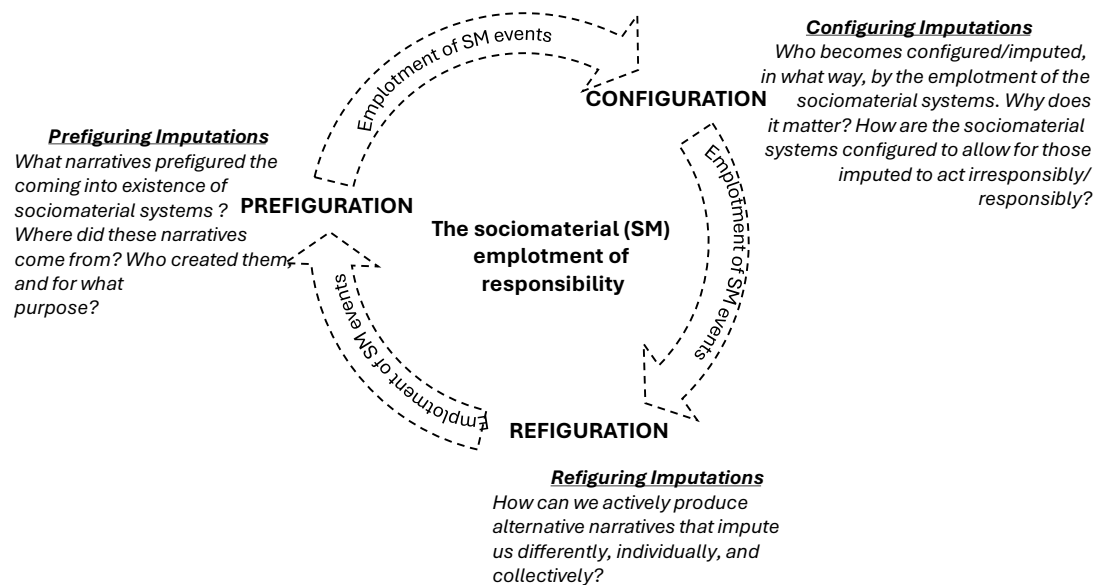 Emplotment of SM events
Configuring Imputations
Who becomes configured/imputed,
in what way, by the emplotment of the
sociomaterial systems. Why does
it matter? How are the sociomaterial
systems configured to allow for those
imputed to act irresponsibly/
responsibly?
CONFIGURATION
Prefiguring Imputations
What narratives prefigured the
coming into existence of
sociomaterial systems ?
Where did these narratives
come from? Who created them,
and for what
purpose?
PREFIGURATION
The sociomaterial (SM)
emplotment of
responsibility
Emplotment of SM events
Emplotment of SM events
REFIGURATION
Refiguring Imputations
How can we actively produce
alternative narratives that impute
us differently, individually, and
collectively?